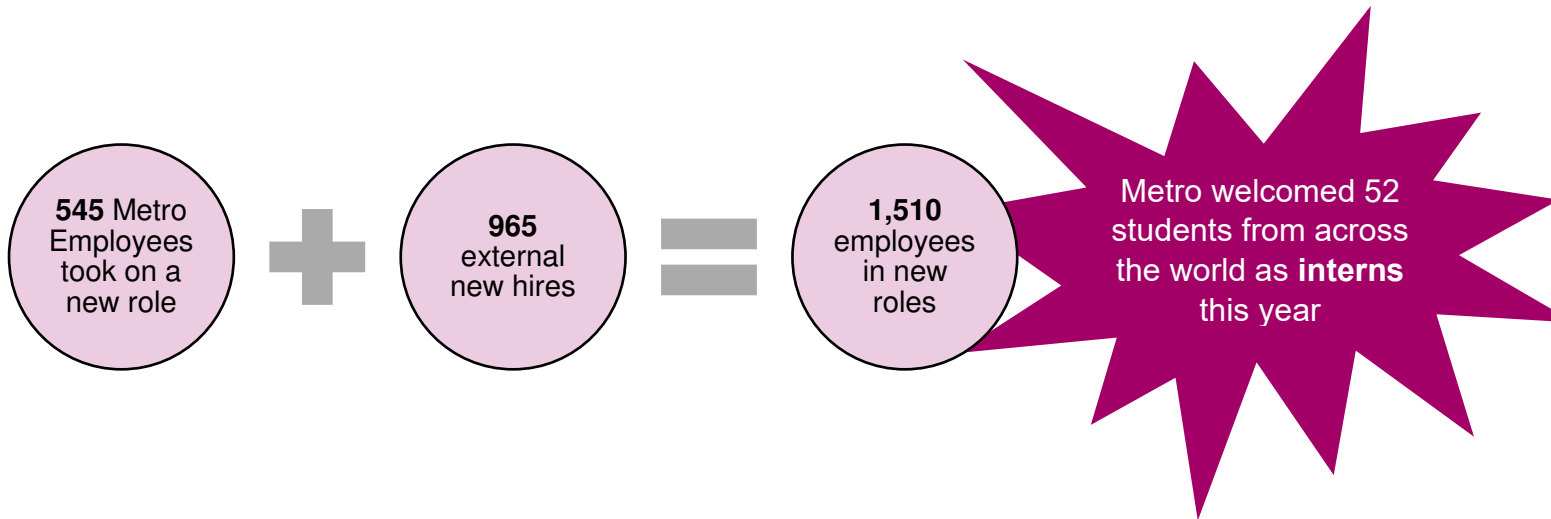 545 Metro
Employees
took on a
new role
965
external
new hires
1,510
employees
in new
roles
Metro welcomed 52
students from across
the world as interns
this year